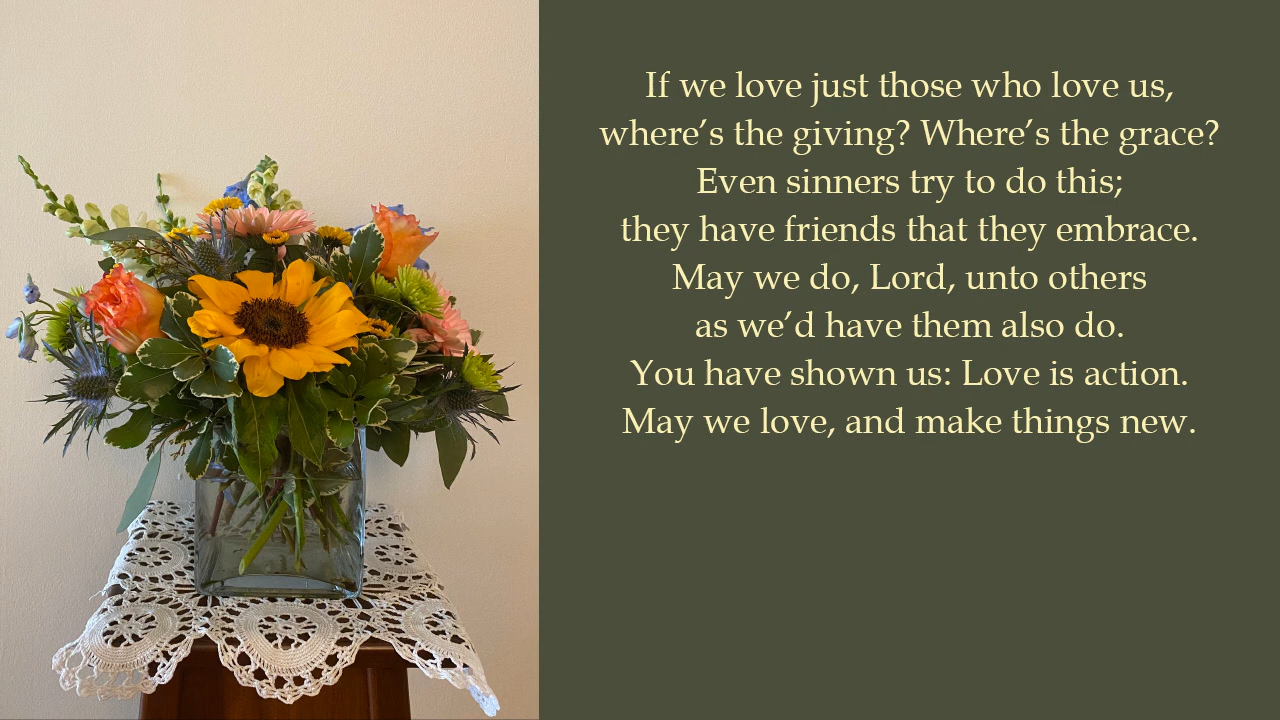 If we love just those who love us,
where’s the giving? Where’s the grace?
Even sinners try to do this;
they have friends that they embrace.
May we do, Lord, unto others
as we’d have them also do.
You have shown us: Love is action.
May we love, and make things new.